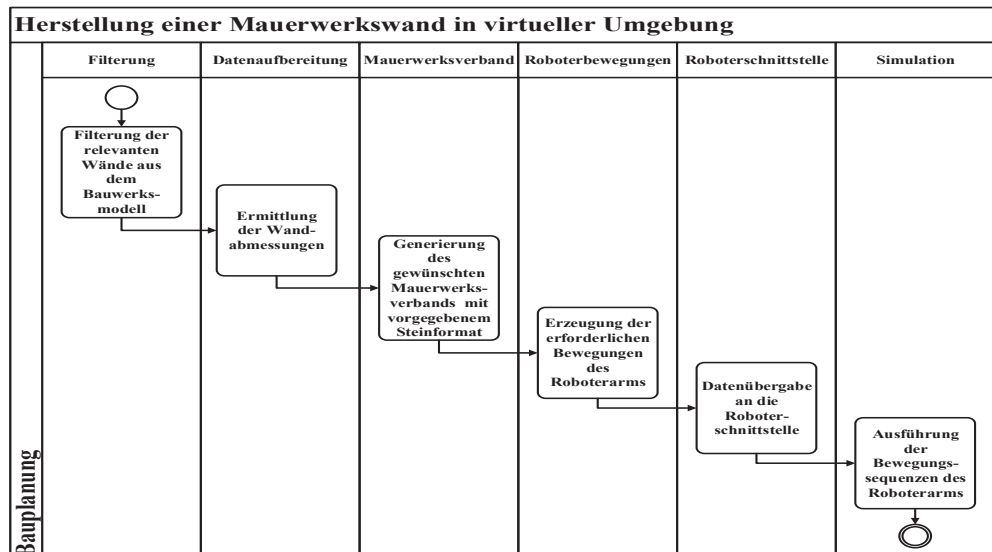 Herstellung einer Mauerwerkswand in virtueller Umgebung
Filterung
Datenaufbereitung
Mauerwerksverband
Roboterbewegungen
Roboterschnittstelle
Simulation
Filterung der
relevanten
Wände aus
dem
Bauwerks-
modell
Ermittlung
der Wand-
abmessungen
Generierung
des
gewünschten
Mauerwerks-
verbands mit
vorgegebenem
Steinformat
Erzeugung der
erforderlichen
Bewegungen
des
Roboterarms
Datenübergabe
an die
Roboter-
schnittstelle
Ausführung
der
Bewegungs-
sequenzen des
Roboterarms
Bauplanung